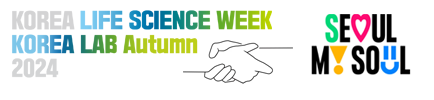 KOREA LIFE SCIENCE WEEK
KOREA LAB Autumn
2024
SEOUL
MY SOUL